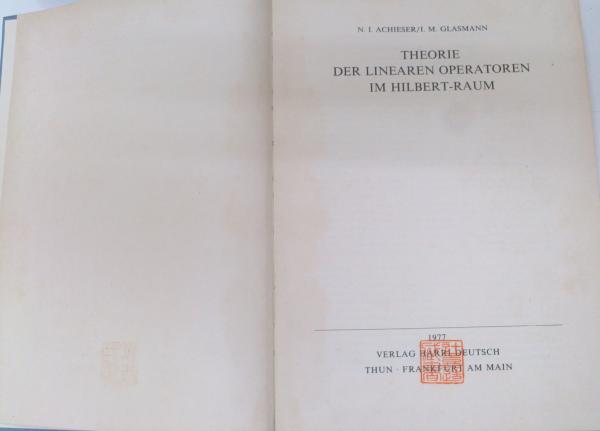 N. I. ACHIESER/I. M. GLASMANN
THEORIE
DER LINEAREN OPERATOREN
IM HILBERT-RAUM
1977
VERLAG HARRI DEUTSCH
THUN · FRANKFURT AM MAIN